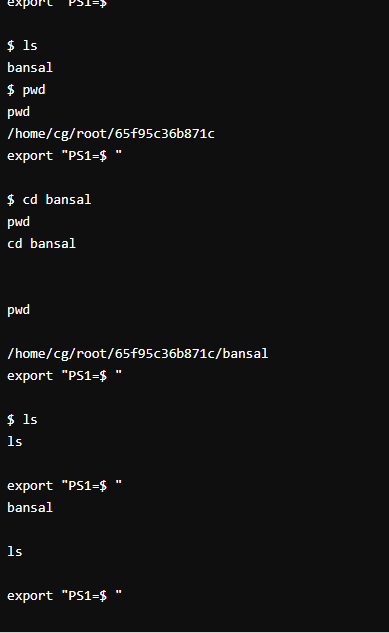 export "PS1=$
$ ls
bansal
$ pwd
pwd
/home/cg/root/65f95c36b871c
export "PS1=$ "
$ cd bansal
pwd
cd bansal
pwd
/home/cg/root/65f95c36b871c/bansal
export "PS1=$ "
$ ls
ls
export "PS1=$ "
bansal
ls
export "PS1=$ "